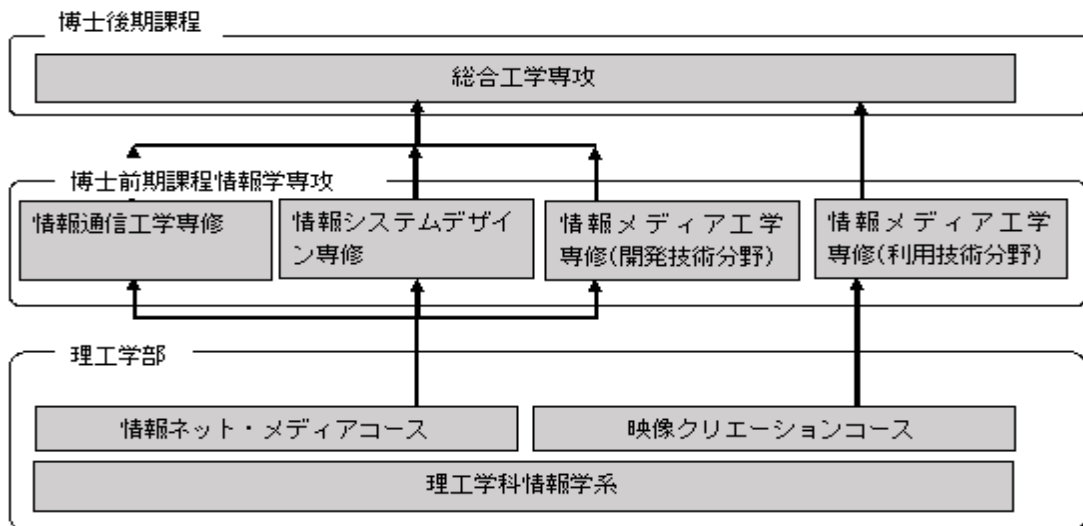 博士後期課程
総合工学専攻
博士前期課程情報学専攻
情報通信工学専修
情報システムデザイ
ン専修
情報メディア工学
専修(開発技術分野)
情報メディア工学
専修(利用技術分野)
理工学部
情報ネット・メディアコース
映像クリエーションコース
理工学科情報学系